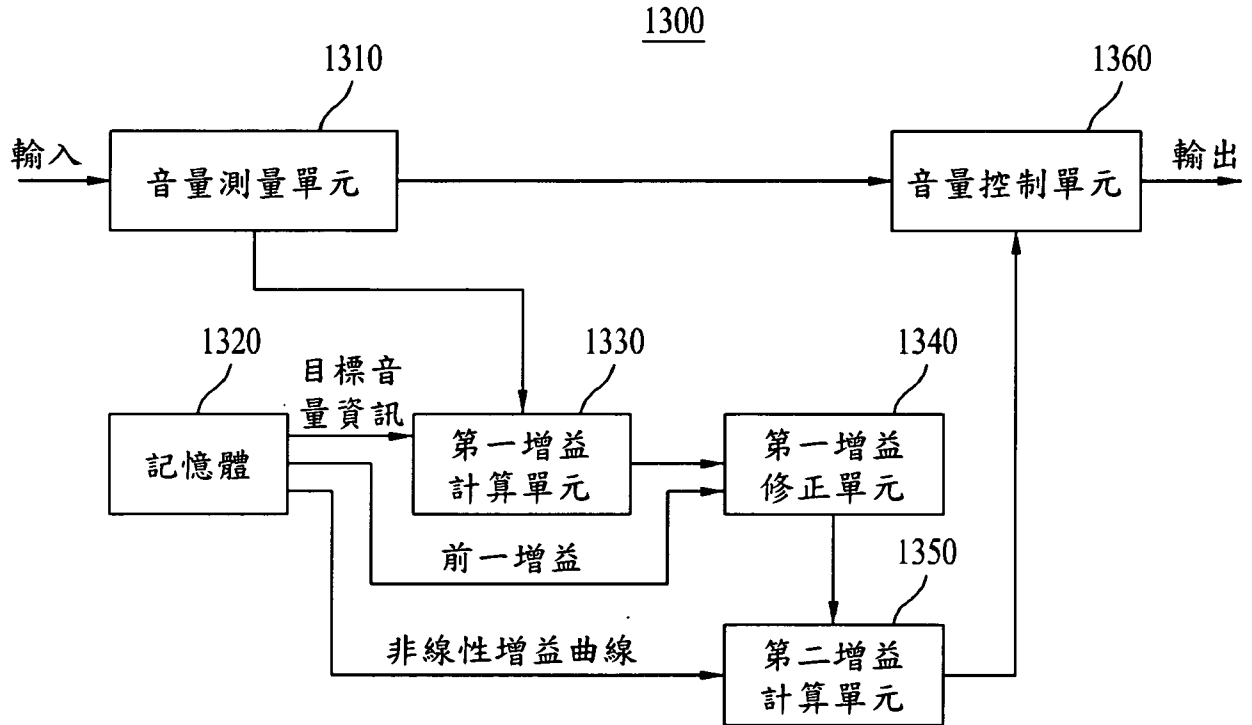 1300
1310
1360
輸入
音量測量單元
音量控制單元
輸出
1320
目標音
量資訊
1330
1340
記憶體
第一增益
計算單元
第一增益
修正單元
前一增益
1350
非線性增益曲線
第二增益
計算單元